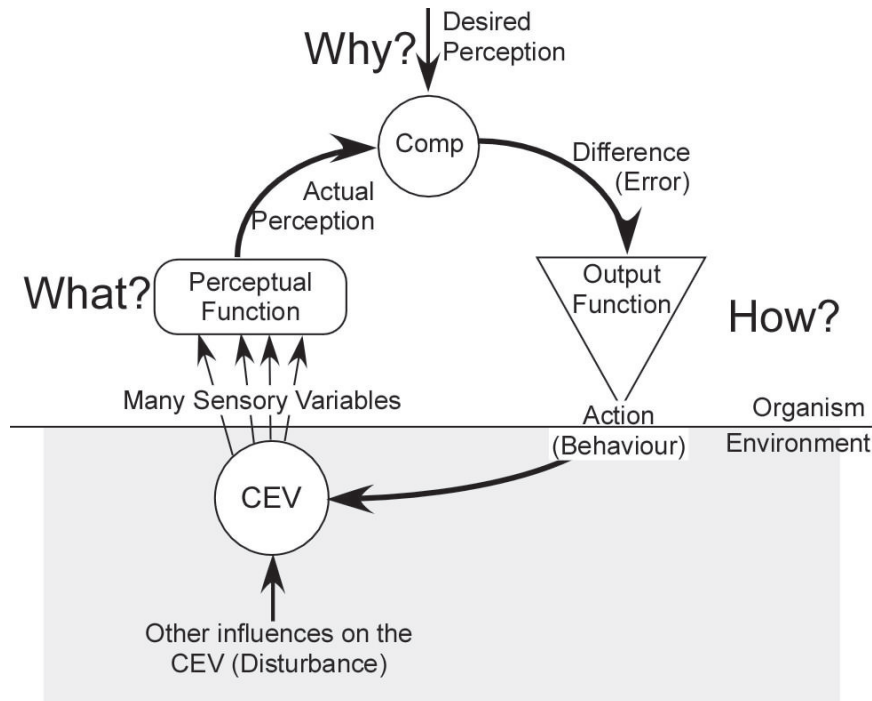 Why?
Desired
Perception
Comp
Difference
(Error)
Actual
Perception
What?
Perceptual
Function
Output
Function
How?
Many Sensory Variables
Action
(Behaviour)
Organism
Environment
CEV
Other influences on the
CEV (Disturbance)